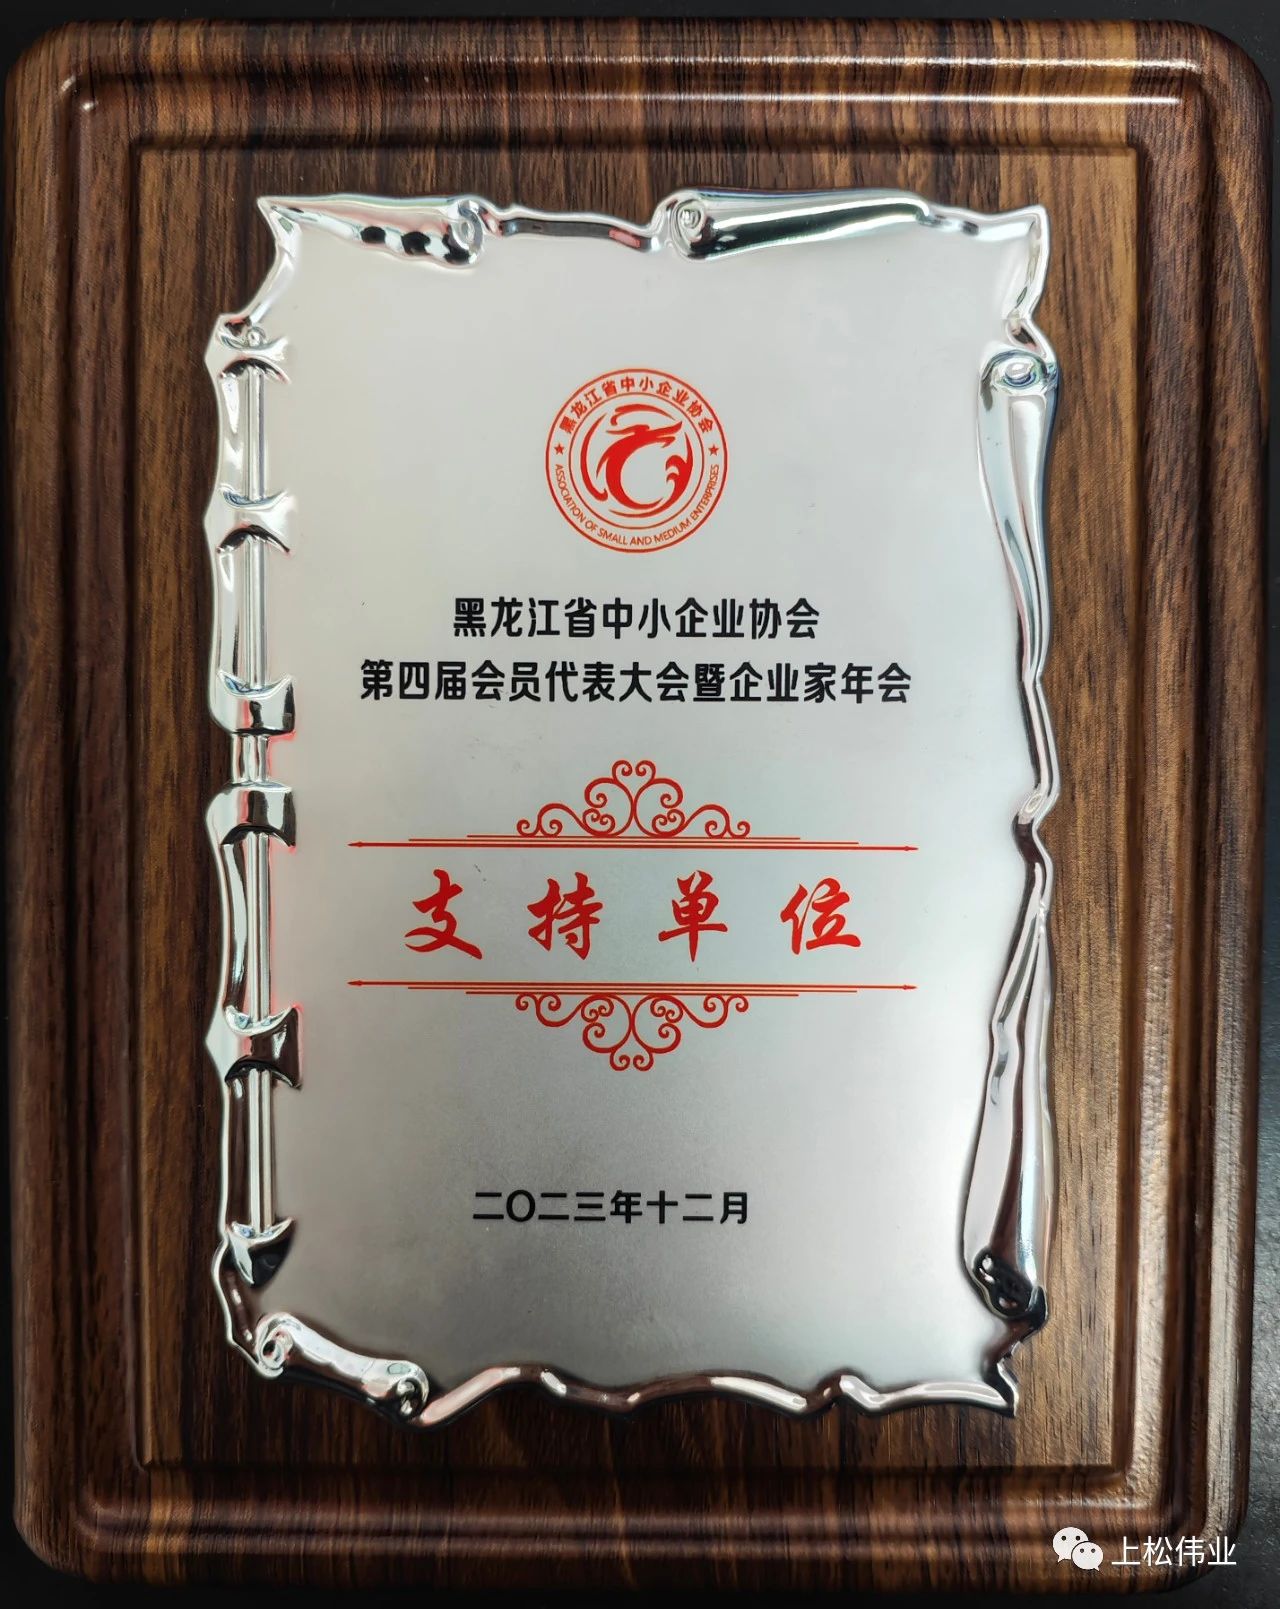 黑龙江省中小企业协会
ASSOCIATION OF SMALL AND MEDIUM ENTERPRISES
黑龙江省中小企业协会
第四届会员代表大会暨企业家年会
支持单位
二〇二三年十二月
上松伟业